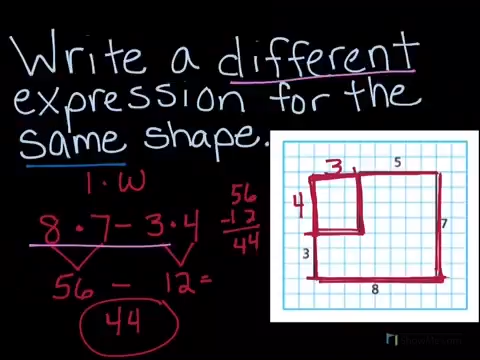 Write a different
expression for the
same shape.
l · W
8 · 7 - 3 · 4
56 - 12 =
44
56
-12
44
3
5
4
7
3
8